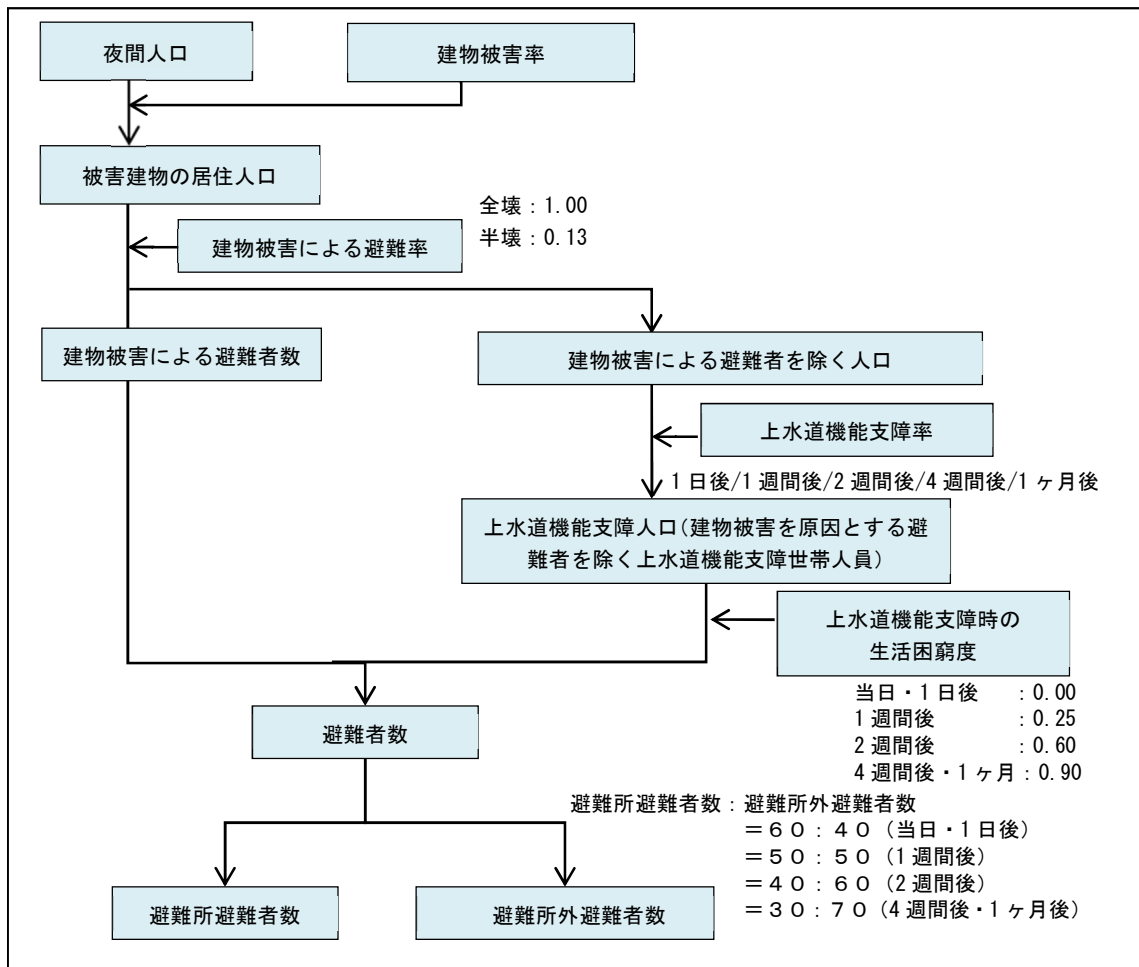 夜間人口
建物被害率
被害建物の居住人口
全壊：1.00
半壊：0.13
建物被害による避難率
建物被害による避難者数
建物被害による避難者を除く人口
上水道機能支障率
1日後/1週間後/2週間後/4週間後/1ヶ月後
上水道機能支障人口(建物被害を原因とする避
難者を除く上水道機能支障世帯人員)
上水道機能支障時の
生活困窮度
当日・1日後　：0.00
1週間後　：0.25
2週間後　：0.60
4週間後・1ヶ月：0.90
避難者数
避難所避難者数：避難所外避難者数
＝６０：４０(当日・1日後)
＝５０：５０(1週間後)
＝４０：６０(2週間後)
＝３０：７０(4週間後・1ヶ月後)
避難所避難者数
避難所外避難者数